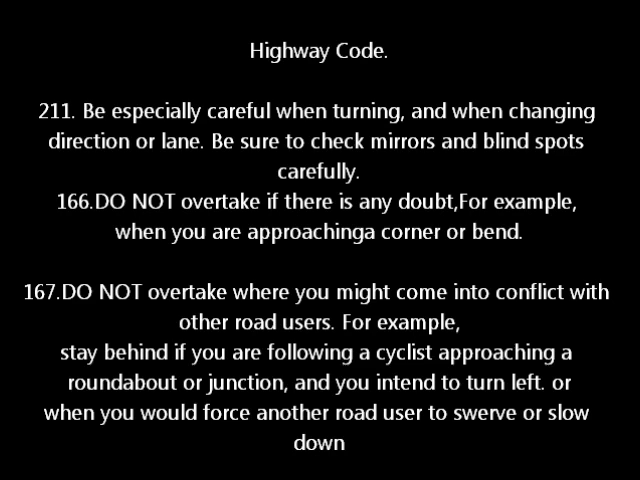 Highway Code.
211. Be especially careful when turning, and when changing
direction or lane. Be sure to check mirrors and blind spots
carefully.
166.DO NOT overtake if there is any doubt,For example,
when you are approachinga corner or bend.
167.DO NOT overtake where you might come into conflict with
other road users. For example,
stay behind if you are following a cyclist approaching a
roundabout or junction, and you intend to turn left. or
when you would force another road user to swerve or slow
down